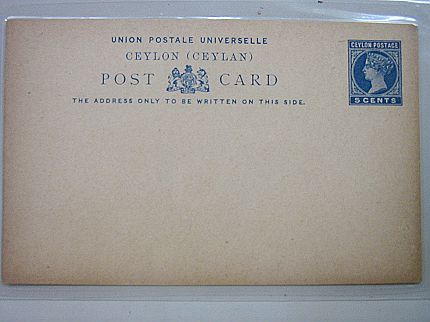 UNION POSTALE UNIVERSELLE
CEYLON (CEYLAN)
POST CARD
THE ADDRESS ONLY TO BE WRITTEN ON THIS SIDE.
CEYLON POSTAGE
5 CENTS